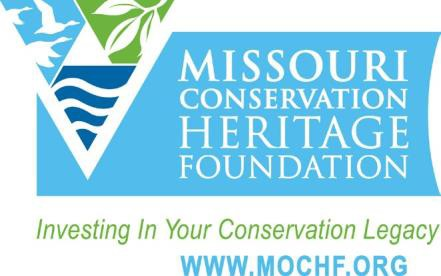 MISSOURI
CONSERVATION
HERITAGE
FOUNDATION
Investing In Your Conservation Legacy
WWW.MOCHF.ORG